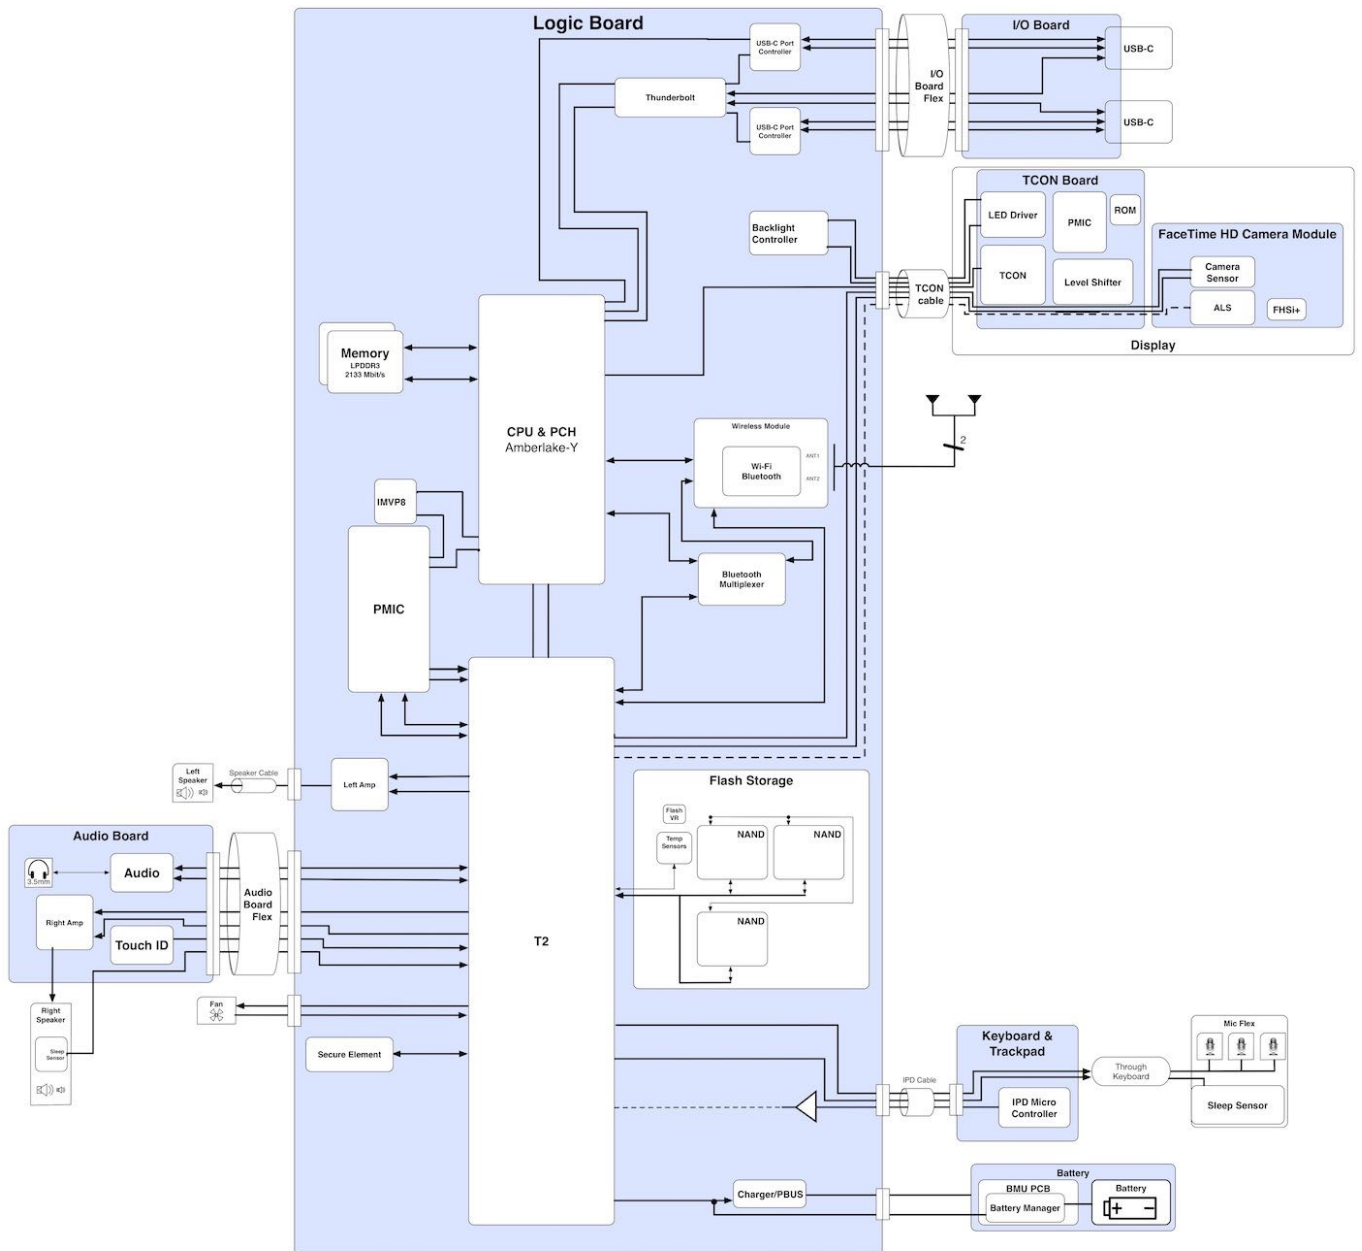 Logic Board
USB-C Port
Controller
Thunderbolt
USB-C Port
Controller
I/O
Board
Flex
I/O Board
USB-C
USB-C
Backlight
Controller
TCON
cable
TCON Board
LED Driver
PMIC
ROM
TCON
Level Shifter
FaceTime HD Camera Module
Camera
Sensor
ALS
FHSi+
Display
Memory
LPDDR3
2133 Mbit/s
CPU & PCH
Amberlake-Y
Wireless Module
Wi-Fi
Bluetooth
ANT1
ANT2
2
IMVP8
PMIC
Bluetooth
Multiplexer
Left
Speaker
Speaker Cable
Left Amp
Flash Storage
Flash
VR
Temp
Sensors
NAND
NAND
NAND
Audio Board
3.5mm
Audio
Right Amp
Touch ID
Audio
Board
Flex
T2
Right
Speaker
Sleep
Sensor
Fan
Secure Element
IPD Cable
Keyboard &
Trackpad
IPD Micro
Controller
Through
Keyboard
Mic Flex
Sleep Sensor
Charger/PBUS
Battery
BMU PCB
Battery Manager
Battery